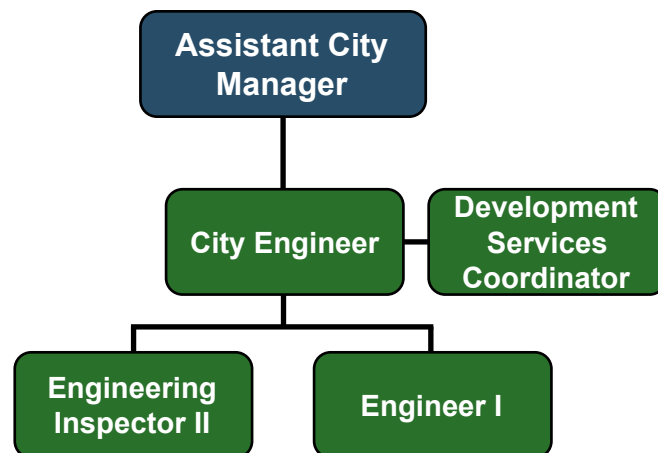 Assistant City
Manager
City Engineer
Development
Services
Coordinator
Engineering
Inspector II
Engineer I